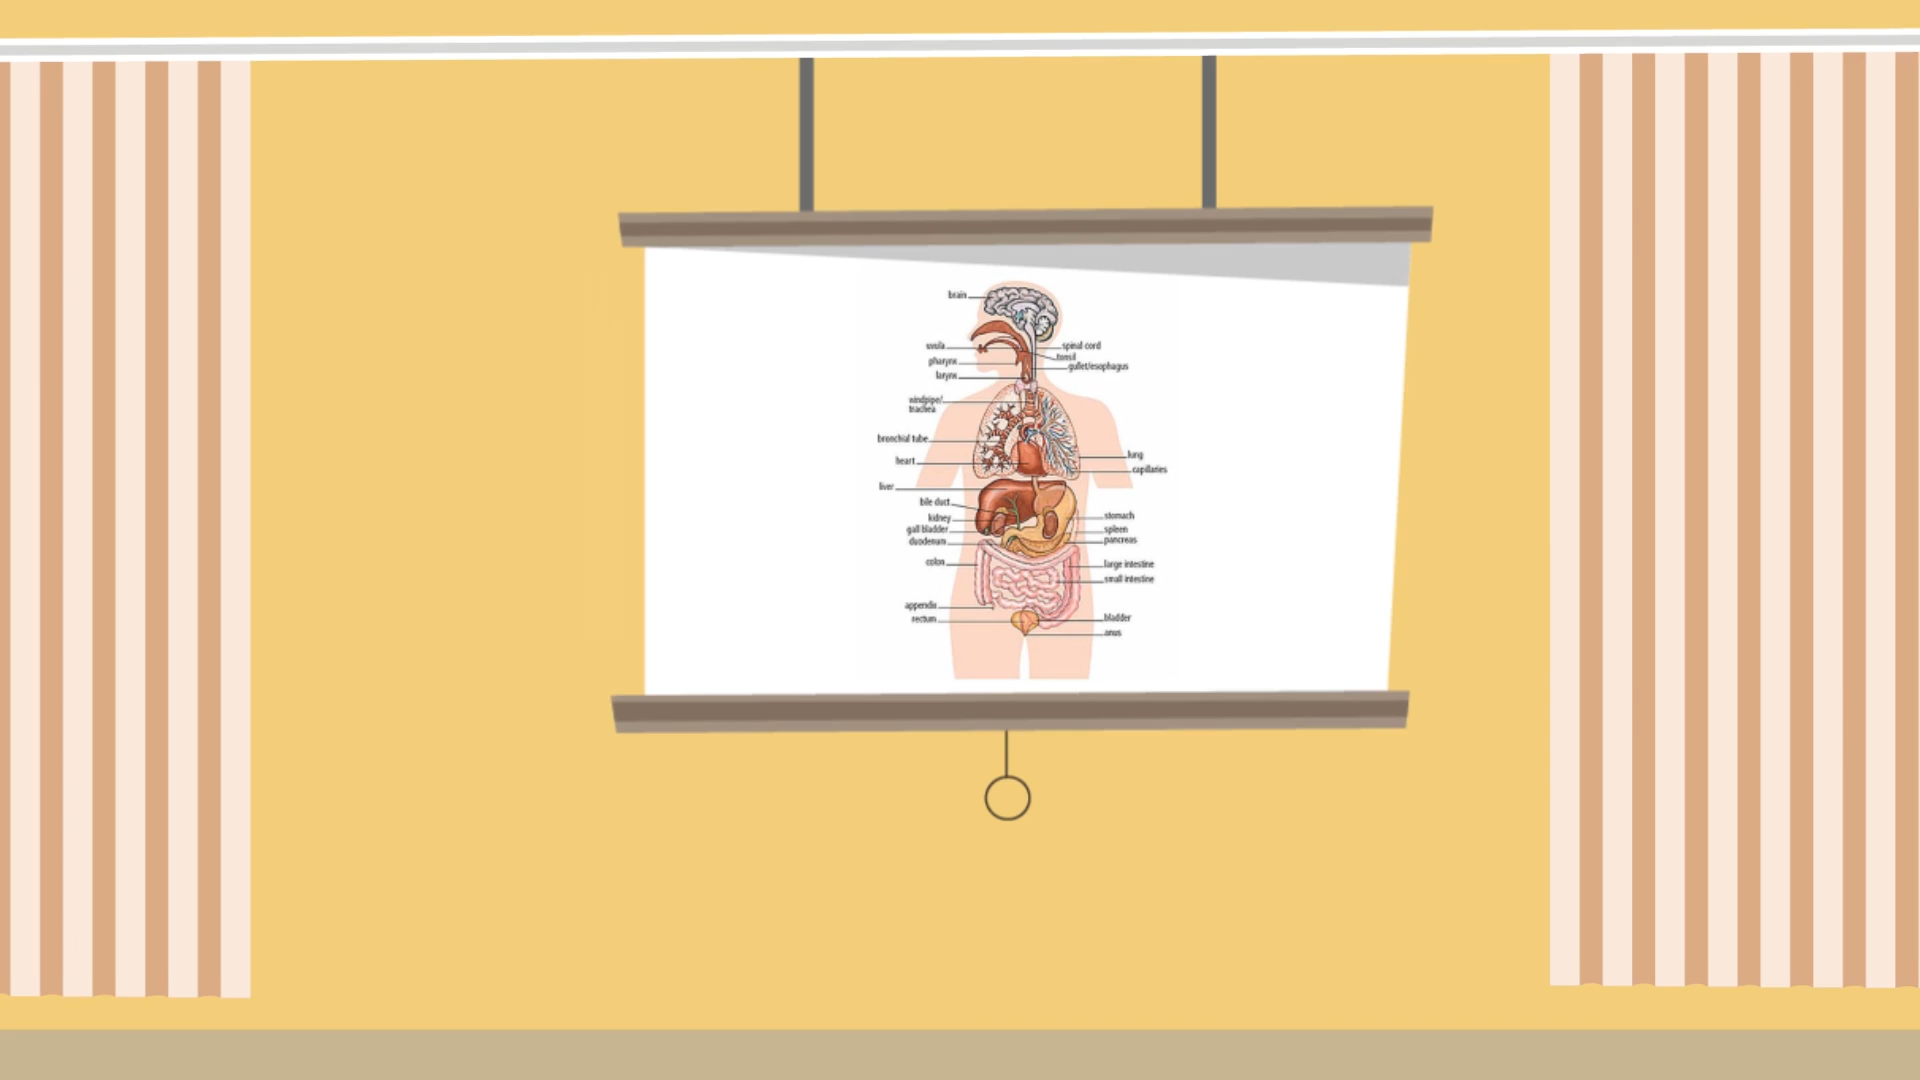 brain
uvula
spinal cord
tonsil
pharynx
gullet/esophagus
larynx
windpipe/
trachea
bronchial tube
lung
heart
capillaries
liver
bile duct
kidney
stomach
gall bladder
spleen
duodenum
pancreas
colon
large intestine
small intestine
appendix
rectum
bladder
anus